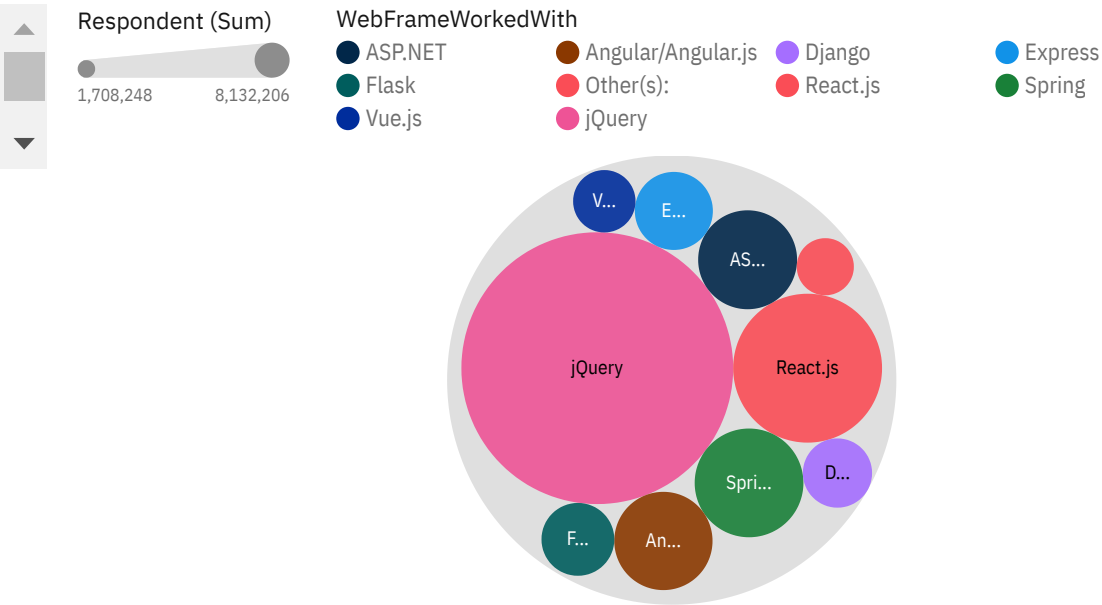 Respondent (Sum)
1,708,248 8,132,206
WebFrameWorkedWith
ASP.NET Angular/Angular.js Django Express
Flask Other(s): React.js Spring
Vue.js jQuery
V... E...
AS...
jQuery React.js
D...
Spri...
F... An...